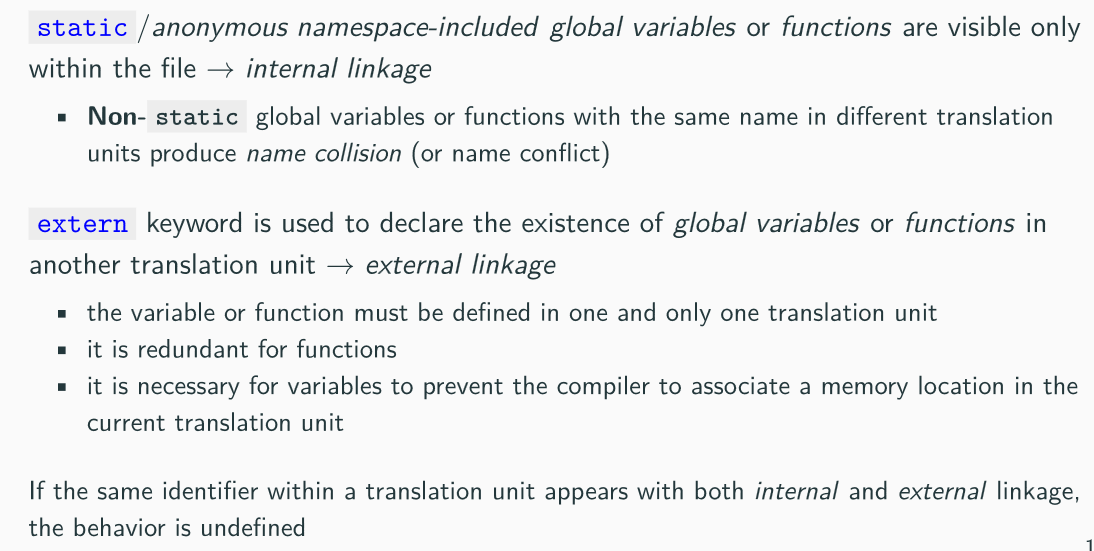 static/anonymous namespace-included global variables or functions are visible only
within the file → internal linkage
▪ Non-static global variables or functions with the same name in different translation
units produce name collision (or name conflict)
extern keyword is used to declare the existence of global variables or functions in
another translation unit → external linkage
▪ the variable or function must be defined in one and only one translation unit
▪ it is redundant for functions
▪ it is necessary for variables to prevent the compiler to associate a memory location in the
current translation unit
If the same identifier within a translation unit appears with both internal and external linkage,
the behavior is undefined